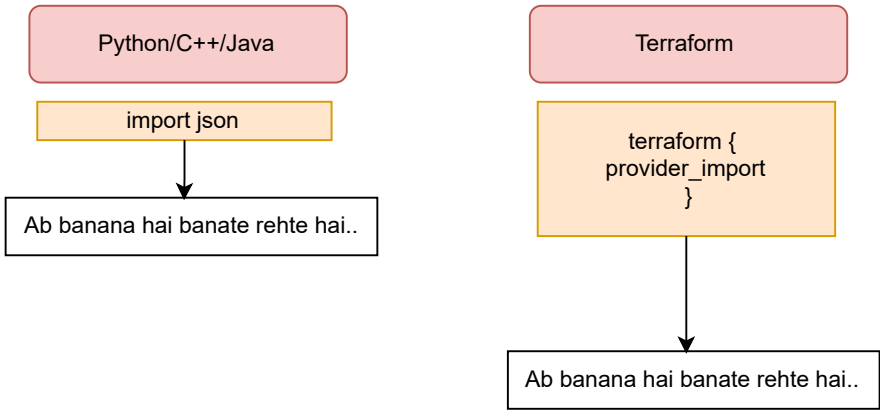 Python/C++/Java
import json
Ab banana hai banate rehte hai..
Terraform
terraform {
provider_import
}
Ab banana hai banate rehte hai..